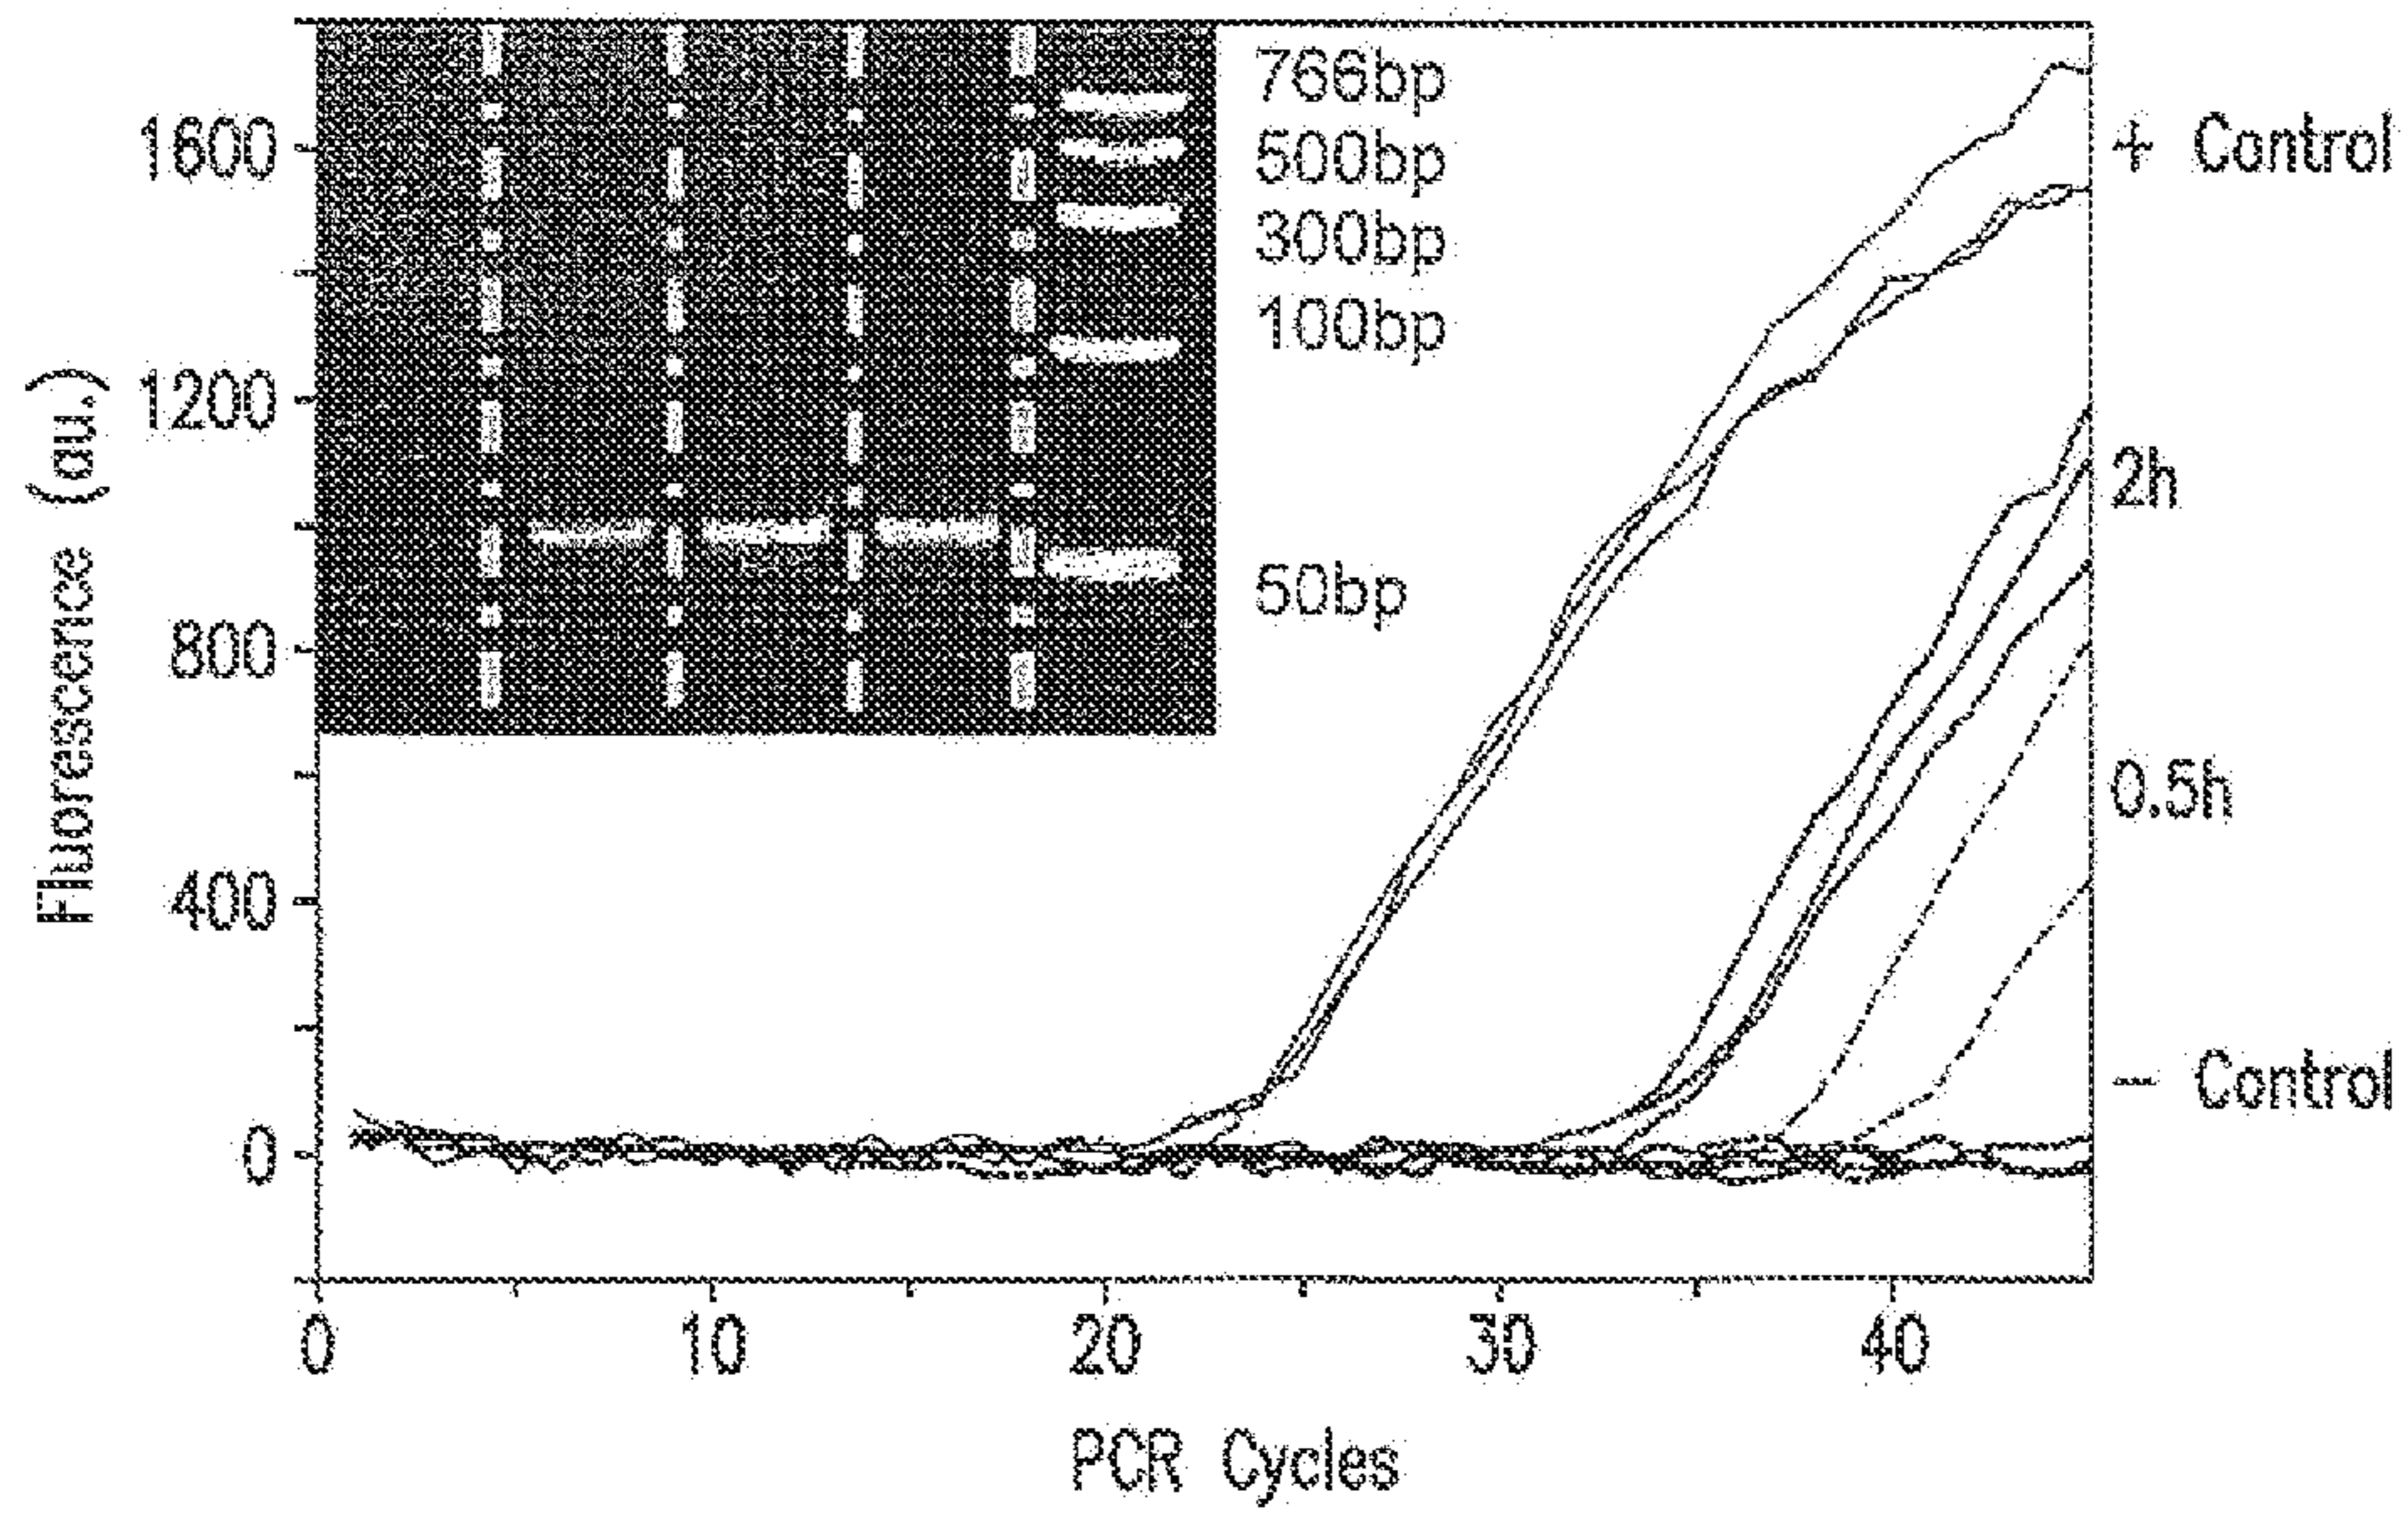 766bp
500bp
300bp
100bp
50bp
Fluorescence (au.)
1600
1200
800
400
0
+ Control
2h
0.5h
- Control
0
10
20
30
40
PCR Cycles